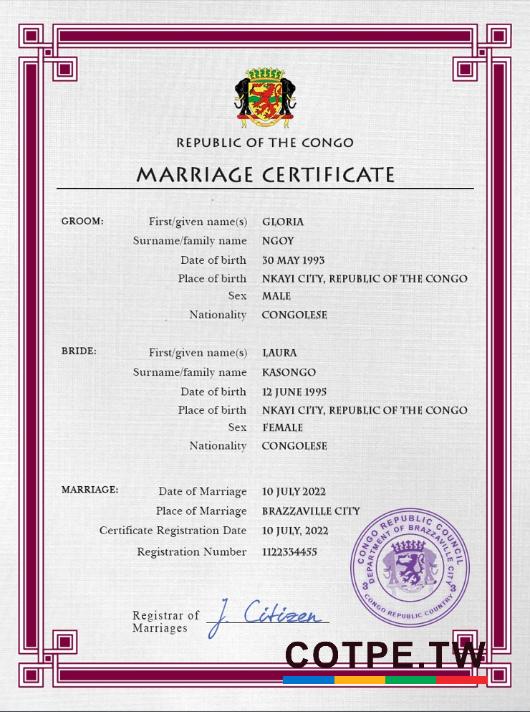 REPUBLIC OF THE CONGO
MARRIAGE CERTIFICATE
GROOM: First/given name(s) GLORIA
Surname/family name NGOY
Date of birth 30 MAY 1993
Place of birth NKAYI CITY, REPUBLIC OF THE CONGO
Sex MALE
Nationality CONGOLESE
BRIDE: First/given name(s) LAURA
Surname/family name KASONGO
Date of birth 12 JUNE 1995
Place of birth NKAYI CITY, REPUBLIC OF THE CONGO
Sex FEMALE
Nationality CONGOLESE
MARRIAGE: Date of Marriage 10 JULY 2022
Place of Marriage BRAZZAVILLE CITY
Certificate Registration Date 10 JULY, 2022
Registration Number 1122334455
CONGO REPUBLIC COUNCIL
DEPARTMENT OF BRAZZAVILLE CITY
CONGO REPUBLIC COUNTRY
Registrar of
Marriages
J. Citizen
COTPE.TW